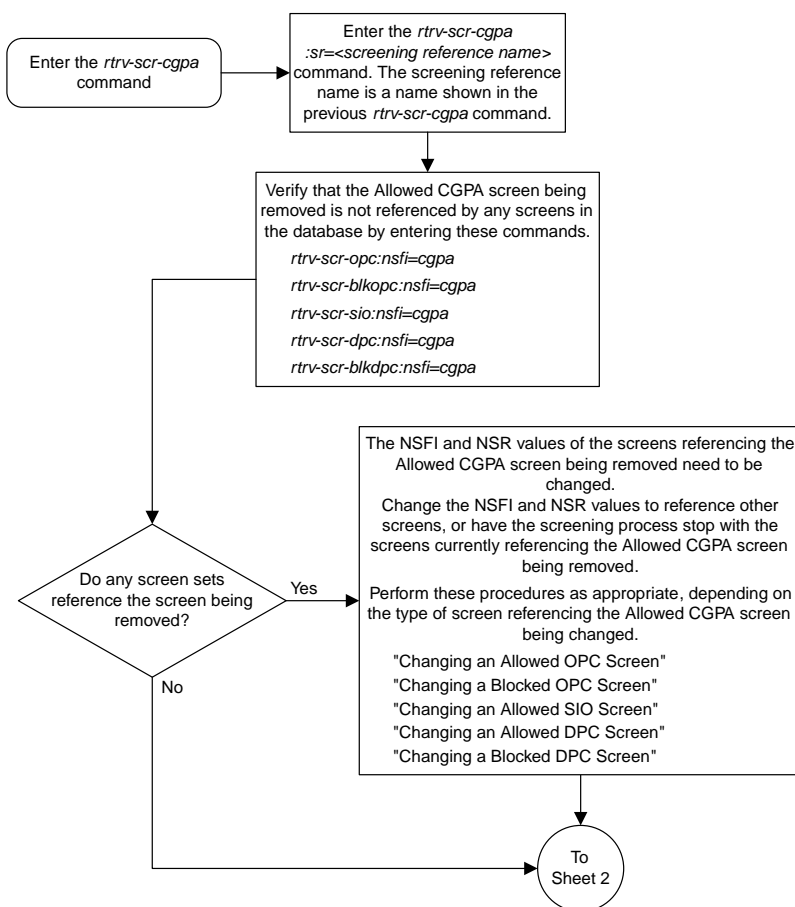 Enter the rtrv-scr-cgpa
command
Enter the rtrv-scr-cgpa
:sr=<screening reference name>
command. The screening reference
name is a name shown in the
previous rtrv-scr-cgpa command.
Verify that the Allowed CGPA screen being
removed is not referenced by any screens in
the database by entering these commands.
rtrv-scr-opc:nsfi=cgpa
rtrv-scr-blkopc:nsfi=cgpa
rtrv-scr-sio:nsfi=cgpa
rtrv-scr-dpc:nsfi=cgpa
rtrv-scr-blkdpc:nsfi=cgpa
Do any screen sets
reference the screen being
removed?
Yes
No
The NSFI and NSR values of the screens referencing the
Allowed CGPA screen being removed need to be
changed.
Change the NSFI and NSR values to reference other
screens, or have the screening process stop with the
screens currently referencing the Allowed CGPA screen
being removed.
Perform these procedures as appropriate, depending on
the type of screen referencing the Allowed CGPA screen
being changed.
"Changing an Allowed OPC Screen"
"Changing a Blocked OPC Screen"
"Changing an Allowed SIO Screen"
"Changing an Allowed DPC Screen"
"Changing a Blocked DPC Screen"
To
Sheet 2